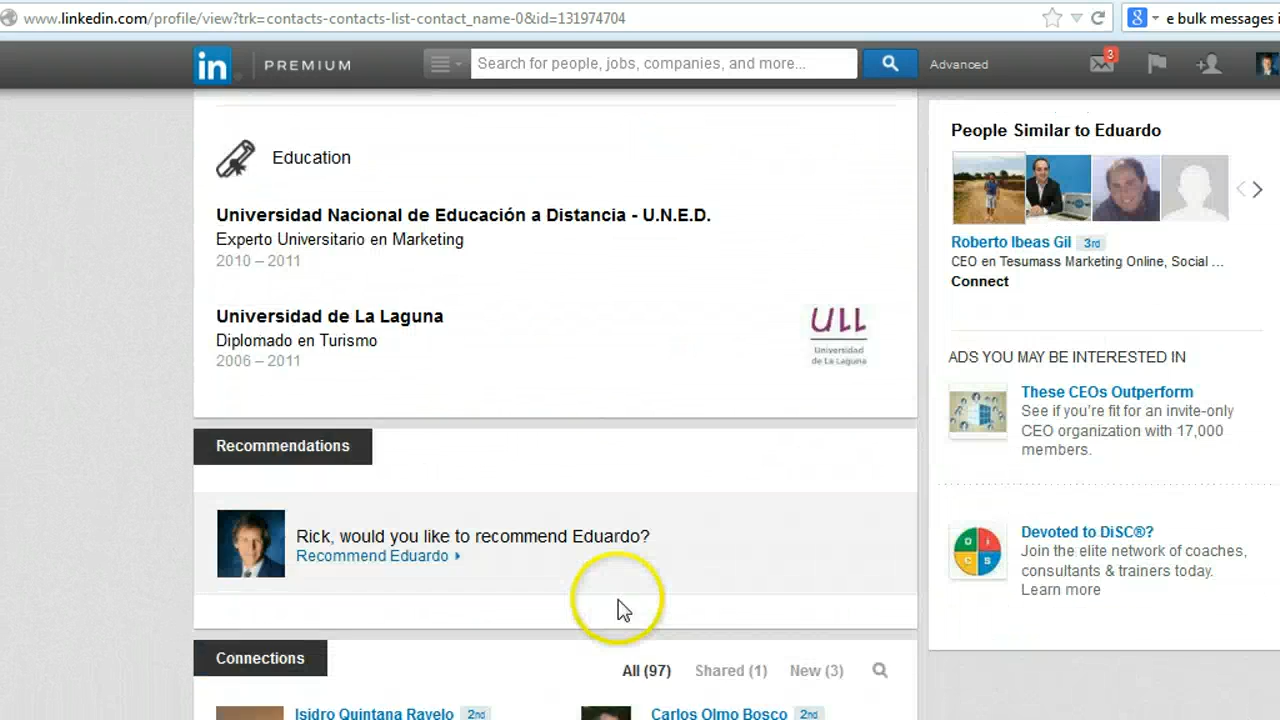 www.linkedin.com/profile/view?trk=contacts-contacts-list-contact_name-0&id=131974704
8
e bulk messages i
in
PREMIUM
Search for people, jobs, companies, and more...
Advanced
3
Education
Universidad Nacional de Educación a Distancia - U.N.E.D.
Experto Universitario en Marketing
2010 – 2011
Universidad de La Laguna
Diplomado en Turismo
2006 – 2011
ULL
Universidad
de La Laguna
Recommendations
Rick, would you like to recommend Eduardo?
Recommend Eduardo
Connections
All (97)
Shared (1)
New (3)
Isidro Quintana Ravelo 2nd
Carlos Olmo Bosco 2nd
People Similar to Eduardo
Roberto Ibeas Gil 3rd
CEO en Tesumass Marketing Online, Social ...
Connect
ADS YOU MAY BE INTERESTED IN
These CEOs Outperform
See if you're fit for an invite-only
CEO organization with 17,000
members.
D i
C S
Devoted to DiSC®?
Join the elite network of coaches,
consultants & trainers today.
Learn more